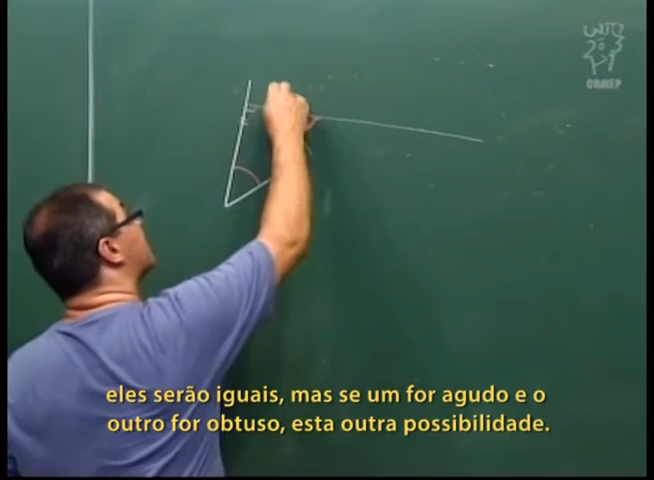 OBMEP
eles serão iguais, mas se um for agudo e o
outro for obtuso, esta outra possibilidade.